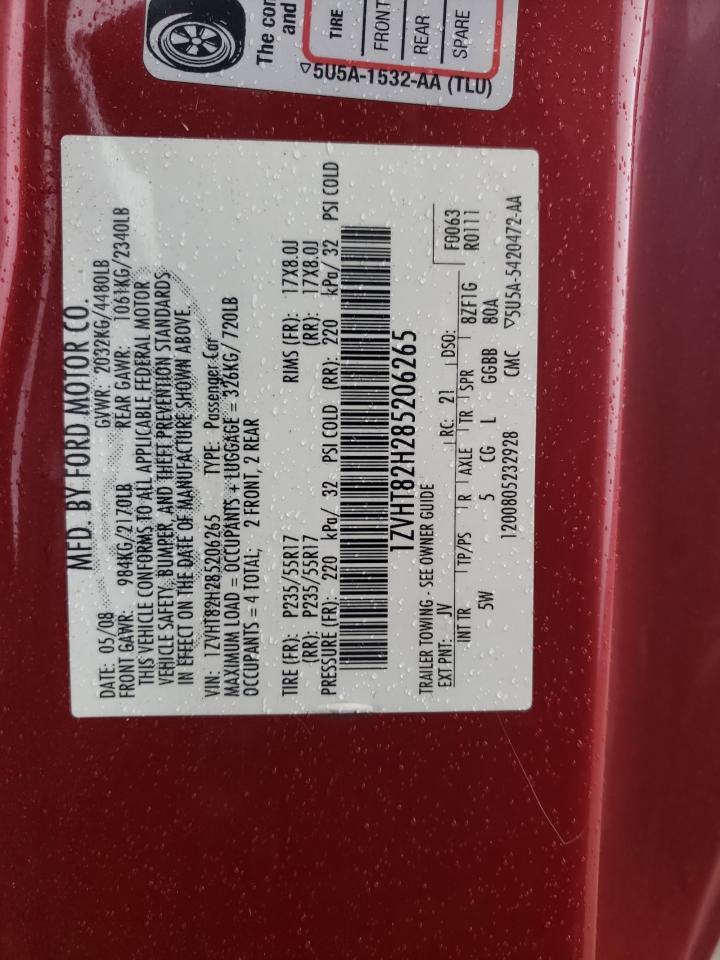 The cor
and
TIRE
FRONT
REAR
SPARE
▽5U5A-1532-AA (TLU)
MFD. BY FORD MOTOR CO.
DATE: 05/08 GVWR: 2032KG/4480LB
FRONT GAWR: 984KG/2170LB REAR GAWR: 1061KG/2340LB
THIS VEHICLE CONFORMS TO ALL APPLICABLE FEDERAL MOTOR
VEHICLE SAFETY, BUMPER, AND THEFT PREVENTION STANDARDS
IN EFFECT ON THE DATE OF MANUFACTURE SHOWN ABOVE.
VIN: 1ZVHT82H285206265 TYPE: Passenger Car
MAXIMUM LOAD = OCCUPANTS + LUGGAGE = 326KG/720LB
OCCUPANTS = 4 TOTAL; 2 FRONT, 2 REAR
TIRE (FR): P235/55R17 RIMS (FR): 17X8.0J
(RR): P235/55R17 (RR): 17X8.0J
PRESSURE (FR): 220 kPa/ 32 PSI COLD (RR): 220 kPa/ 32 PSI COLD
1ZVHT82H285206265
TRAILER TOWING - SEE OWNER GUIDE F0063
EXT PNT: JV RC: 21 DSO: R0111
INT TR TP/PS R AXLE TR SPR 8ZF1G
5W 5 CG L GGBB 80A
1200805232928 CMC ▽5U5A-5420472-AA